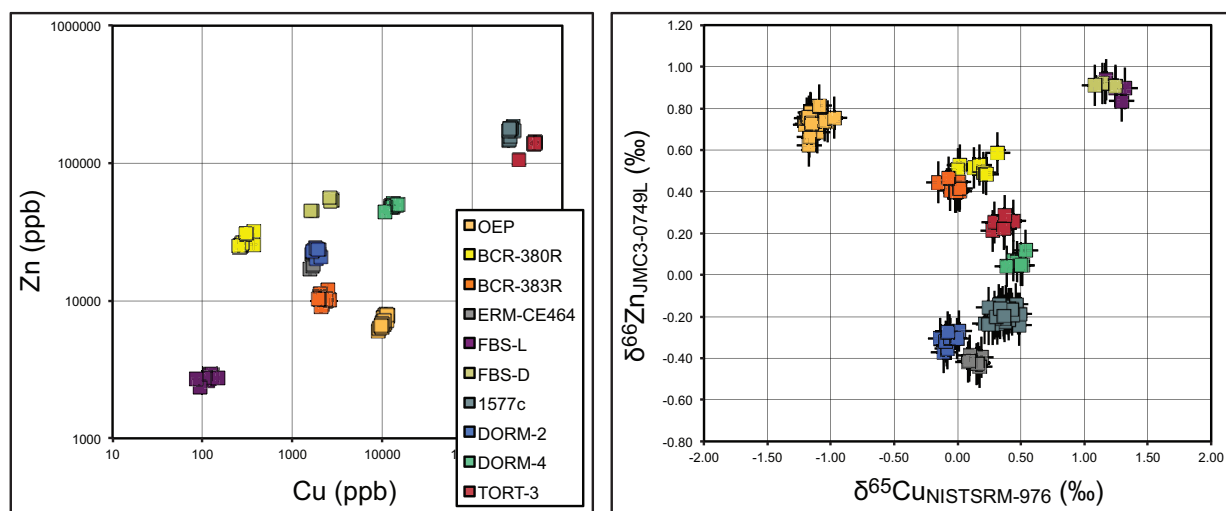 1000000
100000
10000
1000
Zn (ppb)
10
100
1000
10000
Cu (ppb)
OEP
BCR-380R
BCR-383R
ERM-CE464
FBS-L
FBS-D
1577c
DORM-2
DORM-4
TORT-3
1.20
1.00
0.80
0.60
0.40
0.20
0.00
-0.20
-0.40
-0.60
-0.80
δ⁶⁶Zn_JMC3-0749L (‰)
-2.00
-1.50
-1.00
-0.50
0.00
0.50
1.00
1.50
2.00
δ⁶⁵Cu_NISTSRM-976 (‰)